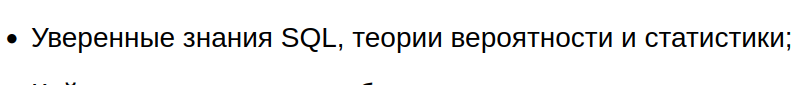 • Уверенные знания SQL, теории вероятности и статистики;